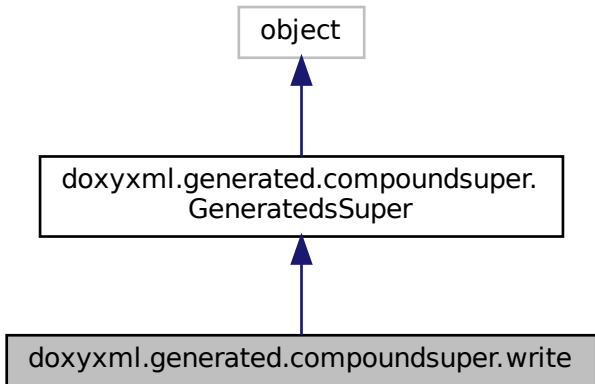 object
doxyxml.generated.compoundsuper.
GeneratedsSuper
doxyxml.generated.compoundsuper.write